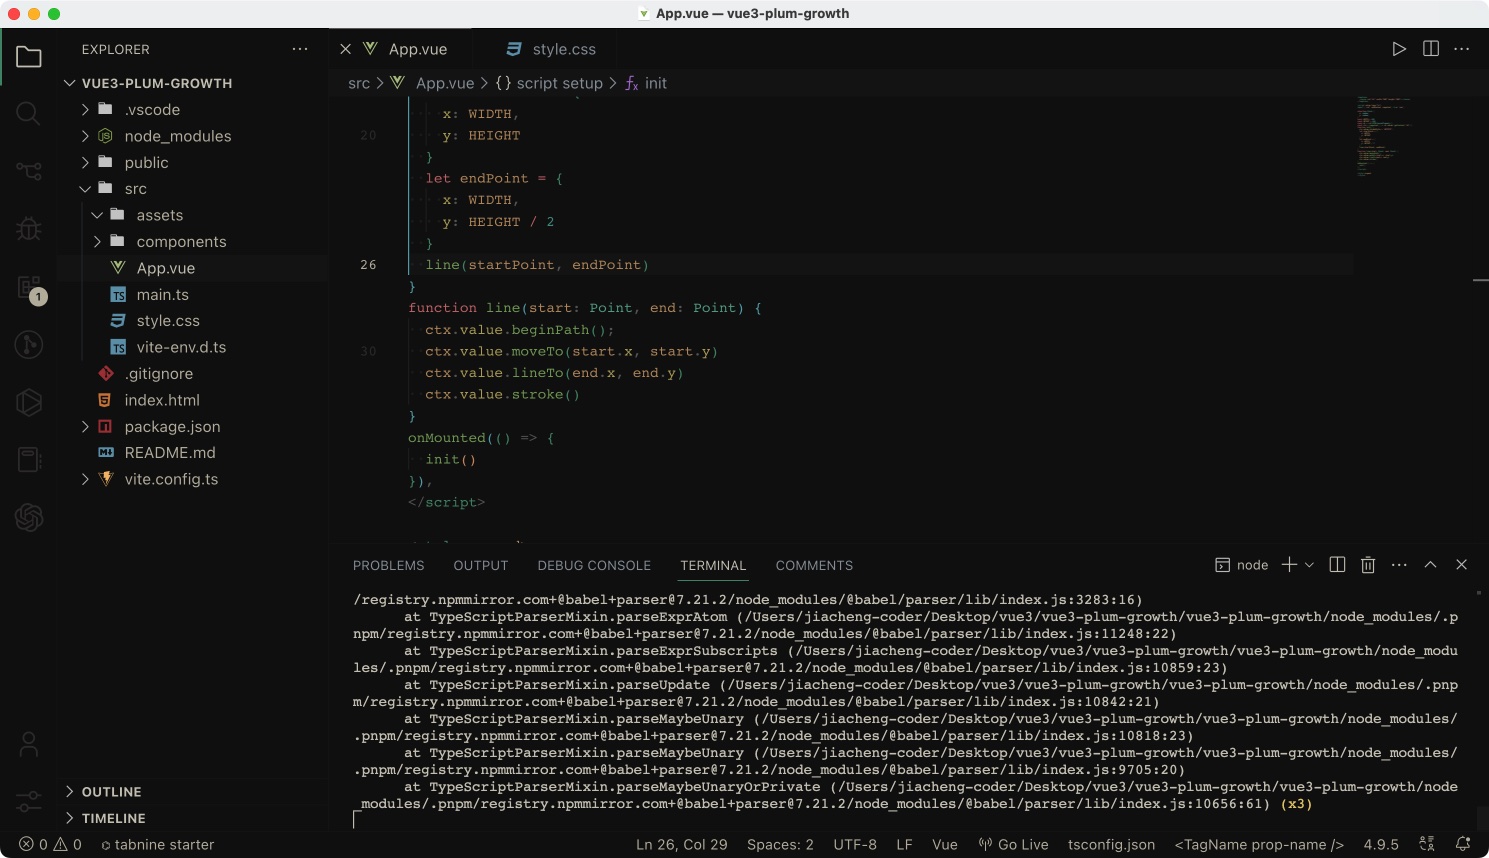 App.vue — vue3-plum-growth
EXPLORER
VUE3-PLUM-GROWTH
.vscode
node_modules
public
src
assets
components
App.vue
main.ts
style.css
vite-env.d.ts
.gitignore
index.html
package.json
README.md
vite.config.ts
OUTLINE
TIMELINE
1
App.vue
style.css
src > App.vue > {} script setup > init
x: WIDTH,
20 y: HEIGHT
}
let endPoint = {
x: WIDTH,
y: HEIGHT / 2
}
26 line(startPoint, endPoint)
}
function line(start: Point, end: Point) {
ctx.value.beginPath();
30 ctx.value.moveTo(start.x, start.y)
ctx.value.lineTo(end.x, end.y)
ctx.value.stroke()
}
onMounted(() => {
init()
}),
</script>
PROBLEMS OUTPUT DEBUG CONSOLE TERMINAL COMMENTS
node
/registry.npmmirror.com+@babel+parser@7.21.2/node_modules/@babel/parser/lib/index.js:3283:16)
at TypeScriptParserMixin.parseExprAtom (/Users/jiacheng-coder/Desktop/vue3/vue3-plum-growth/vue3-plum-growth/node_modules/.p
npm/registry.npmmirror.com+@babel+parser@7.21.2/node_modules/@babel/parser/lib/index.js:11248:22)
at TypeScriptParserMixin.parseExprSubscripts (/Users/jiacheng-coder/Desktop/vue3/vue3-plum-growth/vue3-plum-growth/node_modu
les/.pnpm/registry.npmmirror.com+@babel+parser@7.21.2/node_modules/@babel/parser/lib/index.js:10859:23)
at TypeScriptParserMixin.parseUpdate (/Users/jiacheng-coder/Desktop/vue3/vue3-plum-growth/vue3-plum-growth/node_modules/.pnp
m/registry.npmmirror.com+@babel+parser@7.21.2/node_modules/@babel/parser/lib/index.js:10842:21)
at TypeScriptParserMixin.parseMaybeUnary (/Users/jiacheng-coder/Desktop/vue3/vue3-plum-growth/vue3-plum-growth/node_modules/
.pnpm/registry.npmmirror.com+@babel+parser@7.21.2/node_modules/@babel/parser/lib/index.js:10818:23)
at TypeScriptParserMixin.parseMaybeUnary (/Users/jiacheng-coder/Desktop/vue3/vue3-plum-growth/vue3-plum-growth/node_modules/
.pnpm/registry.npmmirror.com+@babel+parser@7.21.2/node_modules/@babel/parser/lib/index.js:9705:20)
at TypeScriptParserMixin.parseMaybeUnaryOrPrivate (/Users/jiacheng-coder/Desktop/vue3/vue3-plum-growth/vue3-plum-growth/node
_modules/.pnpm/registry.npmmirror.com+@babel+parser@7.21.2/node_modules/@babel/parser/lib/index.js:10656:61) (x3)
0 0 tabnine starter Ln 26, Col 29 Spaces: 2 UTF-8 LF Vue Go Live tsconfig.json <TagName prop-name /> 4.9.5